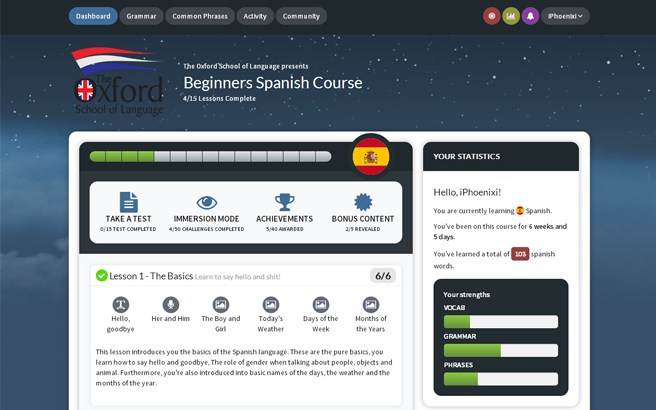 Dashboard
Grammar
Common Phrases
Activity
Community
iPhoenixi
The Oxford School of Language
The Oxford School of Language presents
Beginners Spanish Course
4/15 Lessons Complete
TAKE A TEST
0/15 TEST COMPLETED
IMMERSION MODE
4/50 CHALLENGES COMPLETED
ACHIEVEMENTS
5/40 AWARDED
BONUS CONTENT
2/5 REVEALED
Lesson 1 - The Basics Learn to say hello and shit!
6/6
Hello, goodbye
Her and Him
The Boy and Girl
Today's Weather
Days of the Week
Months of the Years
This lesson introduces you the basics of the Spanish language. These are the pure basics, you
learn how to say hello and goodbye, The role of gender when talking about people, objects and
animal. Furthermore, you're also introduced into basic names of the days, the weather and the
months of the year.
YOUR STATISTICS
Hello, iPhoenixi!
You are currently learning Spanish.
You've been on this course for 6 weeks and
5 days.
You've learned a total of 103 spanish
words.
Your strengths
VOCAB
GRAMMAR
PHRASES